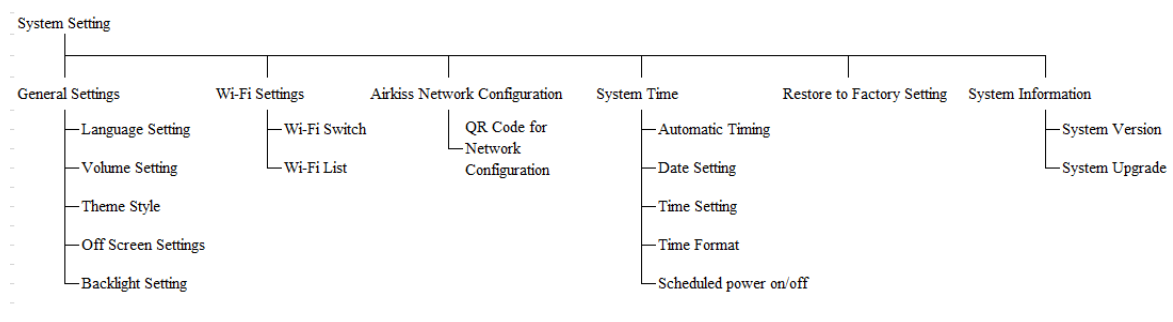 System Setting
General Settings
Wi-Fi Settings
Airkiss Network Configuration
System Time
Restore to Factory Setting
System Information
Language Setting
Volume Setting
Theme Style
Off Screen Settings
Backlight Setting
Wi-Fi Switch
Wi-Fi List
QR Code for
Network
Configuration
Automatic Timing
Date Setting
Time Setting
Time Format
Scheduled power on/off
System Version
System Upgrade